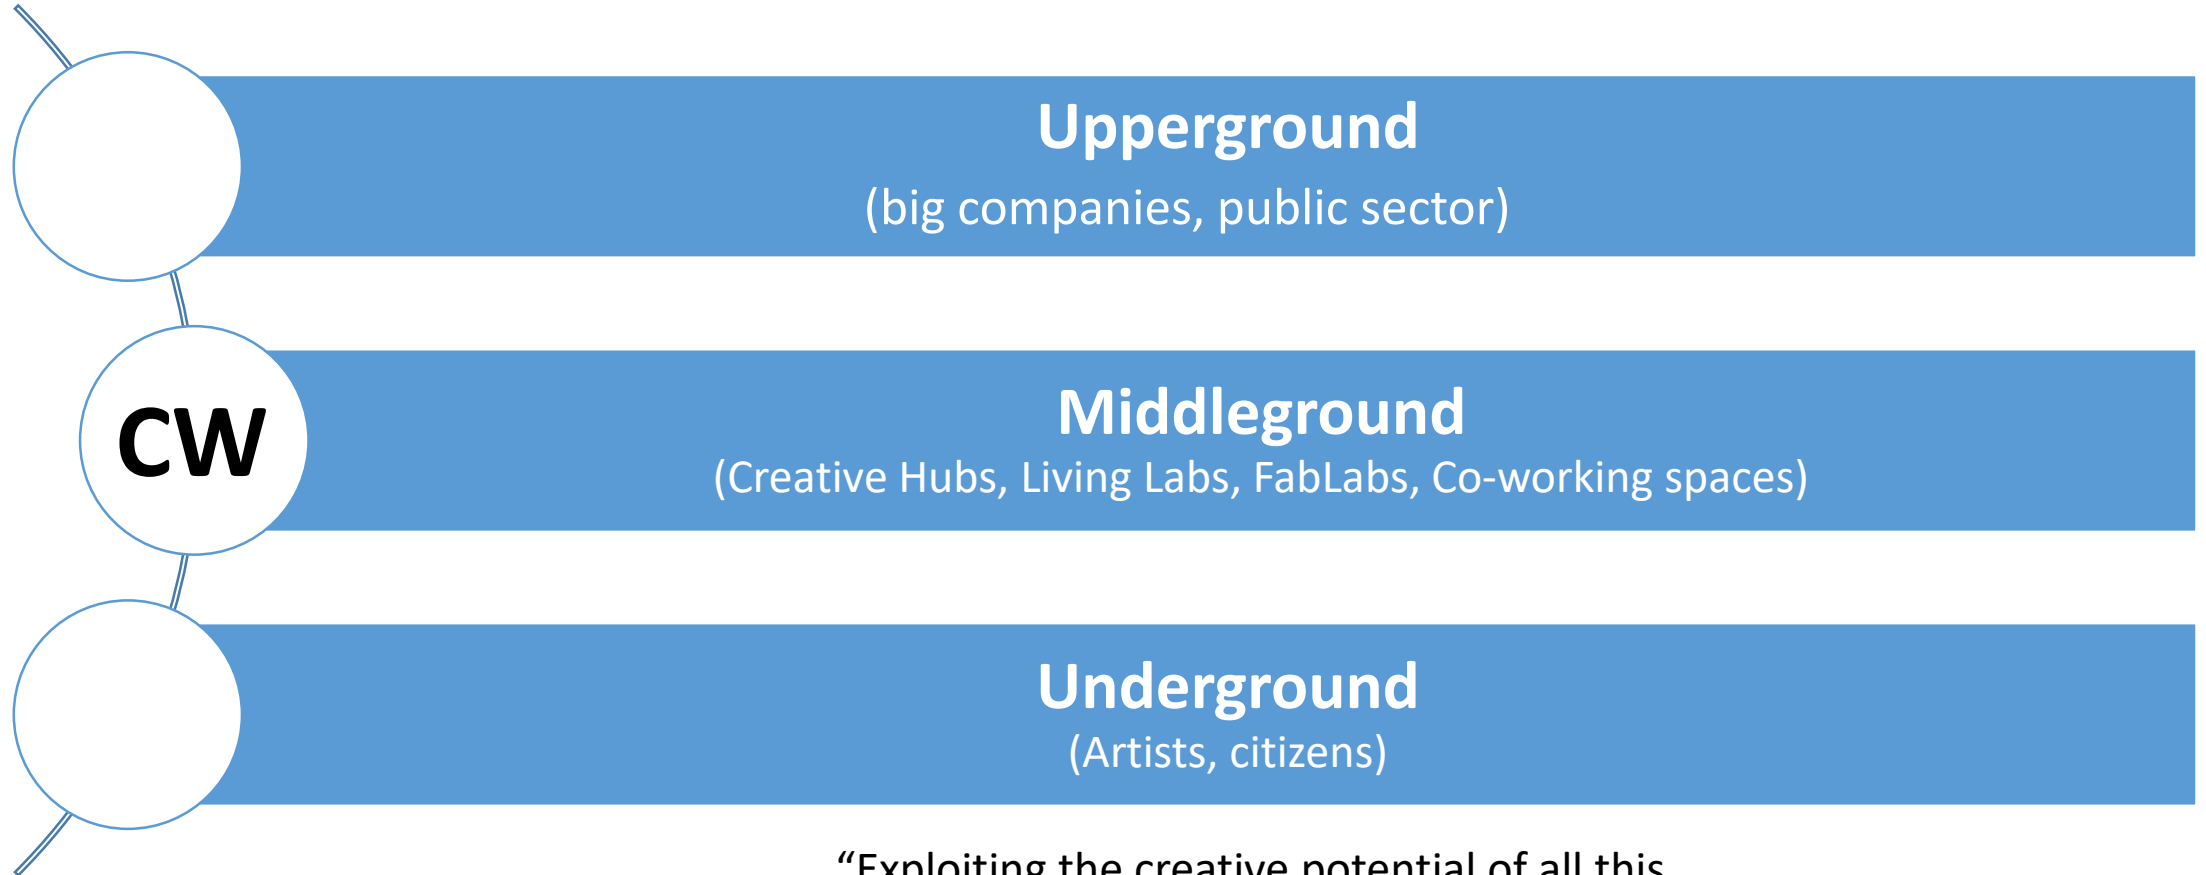 Upperground
(big companies, public sector)
CW
Middleground
(Creative Hubs, Living Labs, FabLabs, Co-working spaces)
Underground
(Artists, citizens)
“Exploiting the creative potential of all this